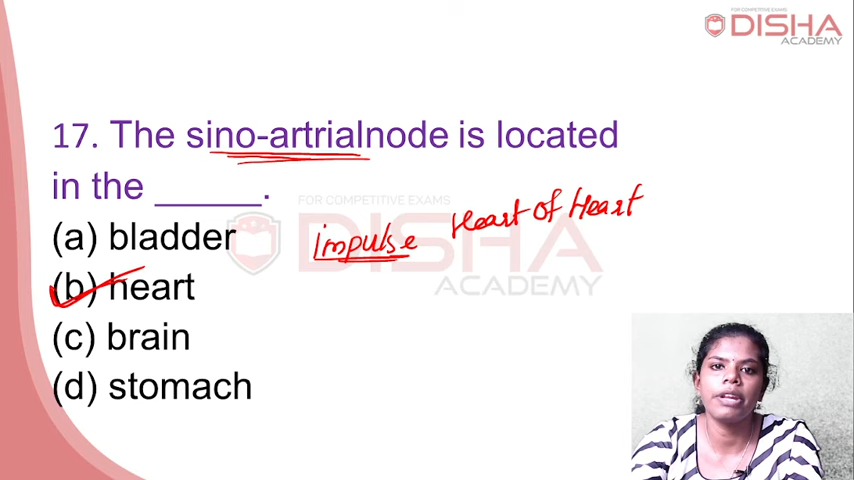 FOR COMPETITIVE EXAMS
DISHA
ACADEMY
17. The sino-artrialnode is located
in the ______.
FOR COMPETITIVE EXAMS
DISHA
ACADEMY
(a) bladder
impulse Heart of Heart
(b) heart
(c) brain
(d) stomach